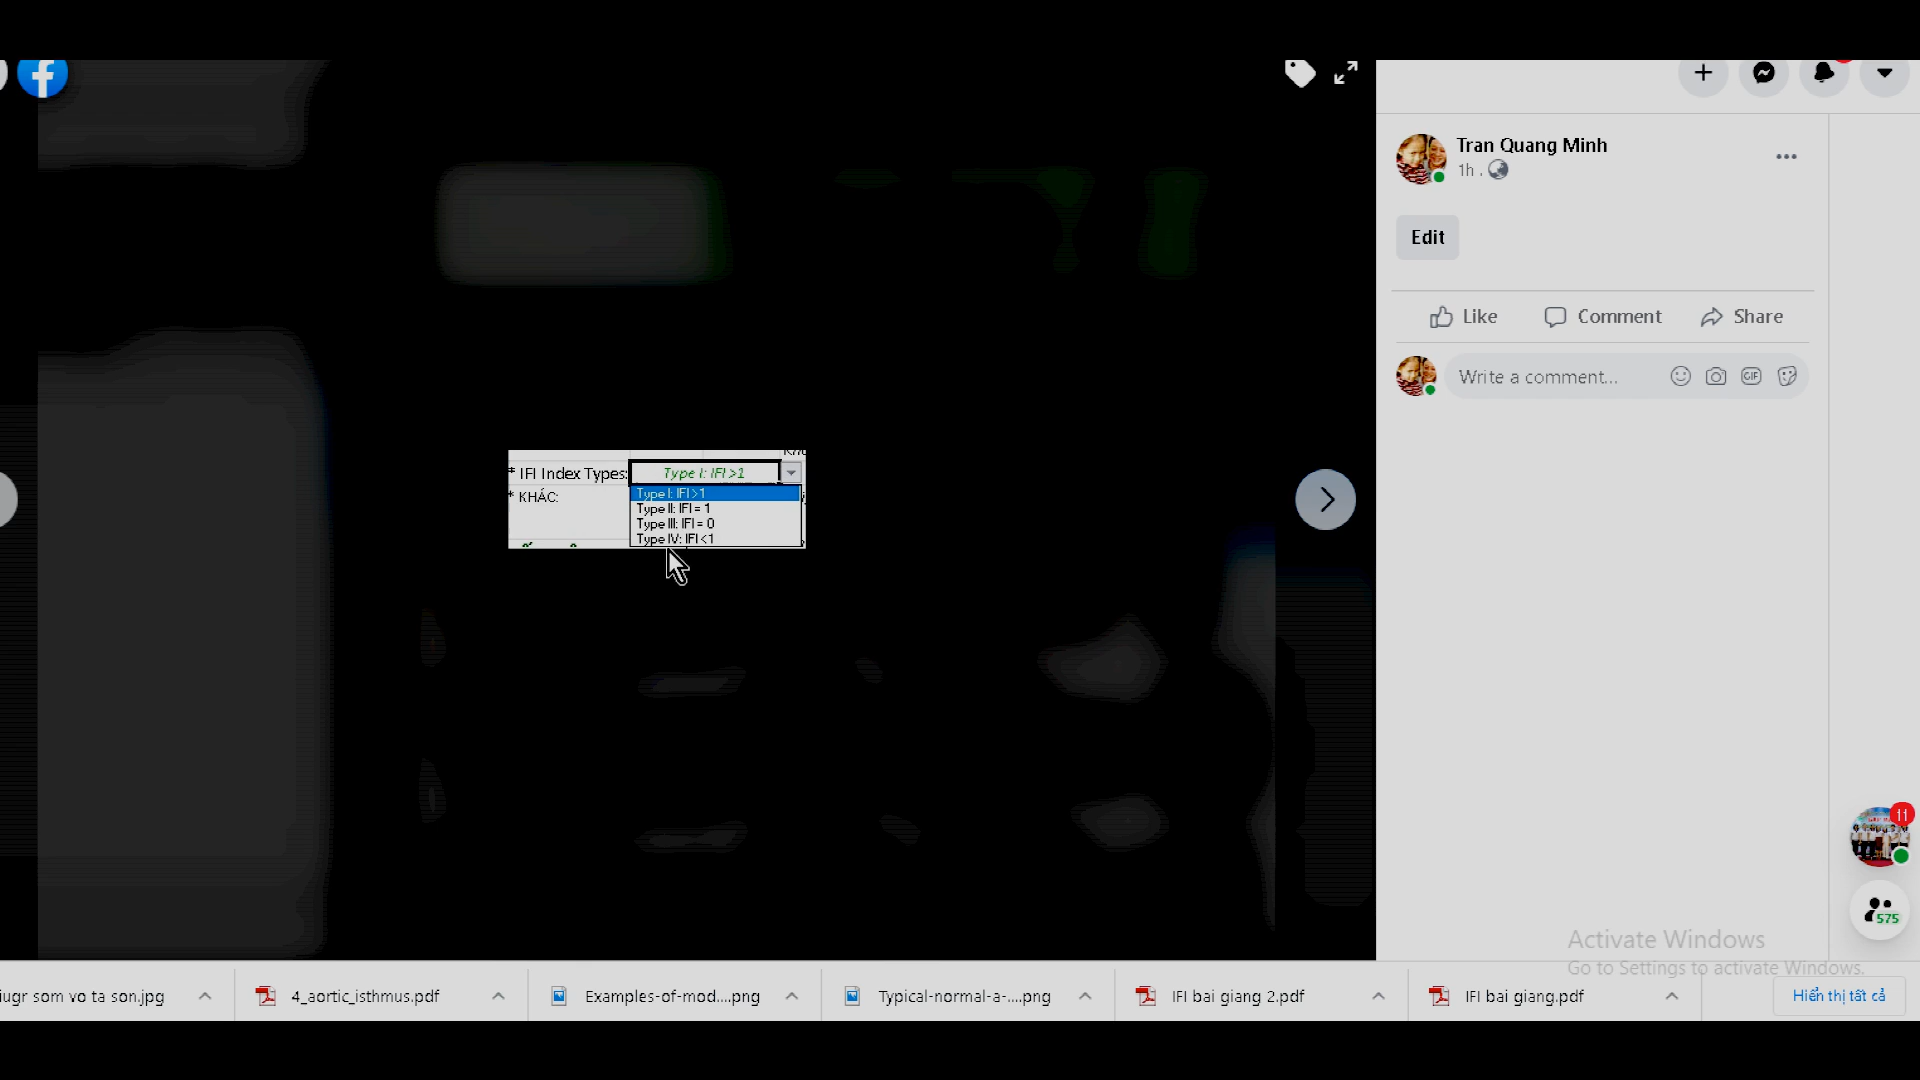 Tran Quang Minh
1h .
Edit
Like
Comment
Share
Write a comment...
GIF
* IFI Index Types:
Type I: IFI >1
* KHÁC:
Type I: IFI >1
Type II: IFI = 1
Type III: IFI = 0
Type IV: IFI <1
11
575
Activate Windows
Go to Settings to activate Windows.
iugr som vo ta son.jpg
4_aortic_isthmus.pdf
Examples-of-mod....png
Typical-normal-a-....png
IFI bai giang 2.pdf
IFI bai giang.pdf
Hiển thị tất cả